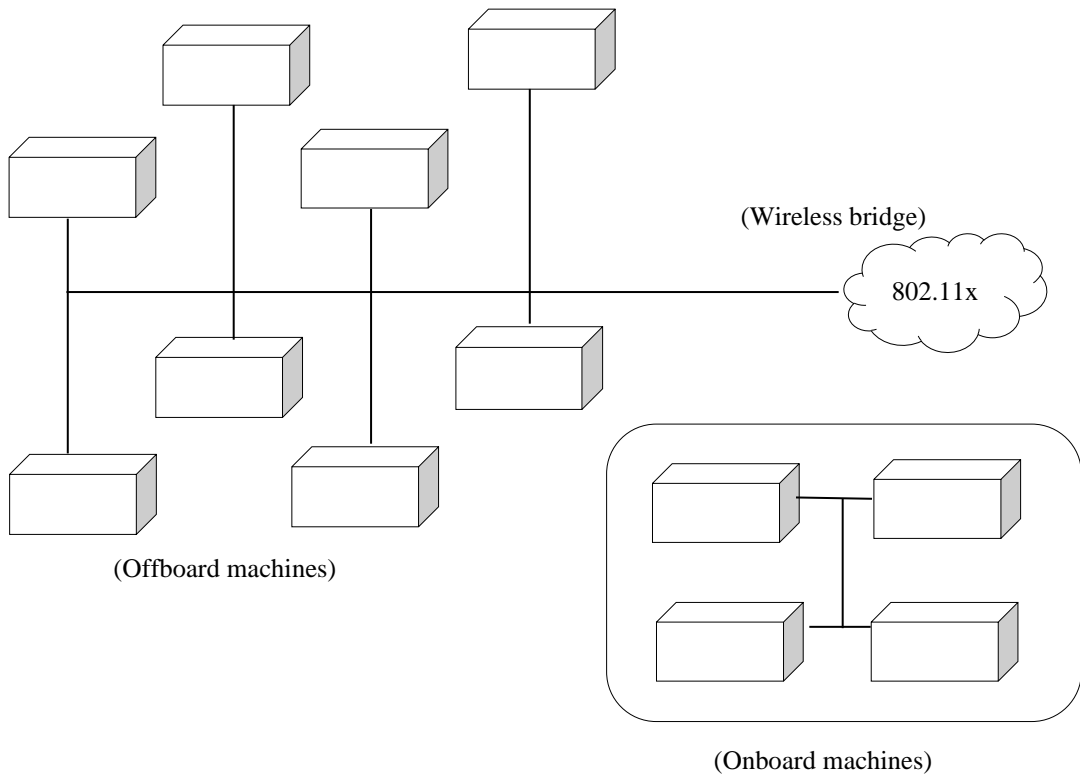 (Wireless bridge)
802.11x
(Offboard machines)
(Onboard machines)